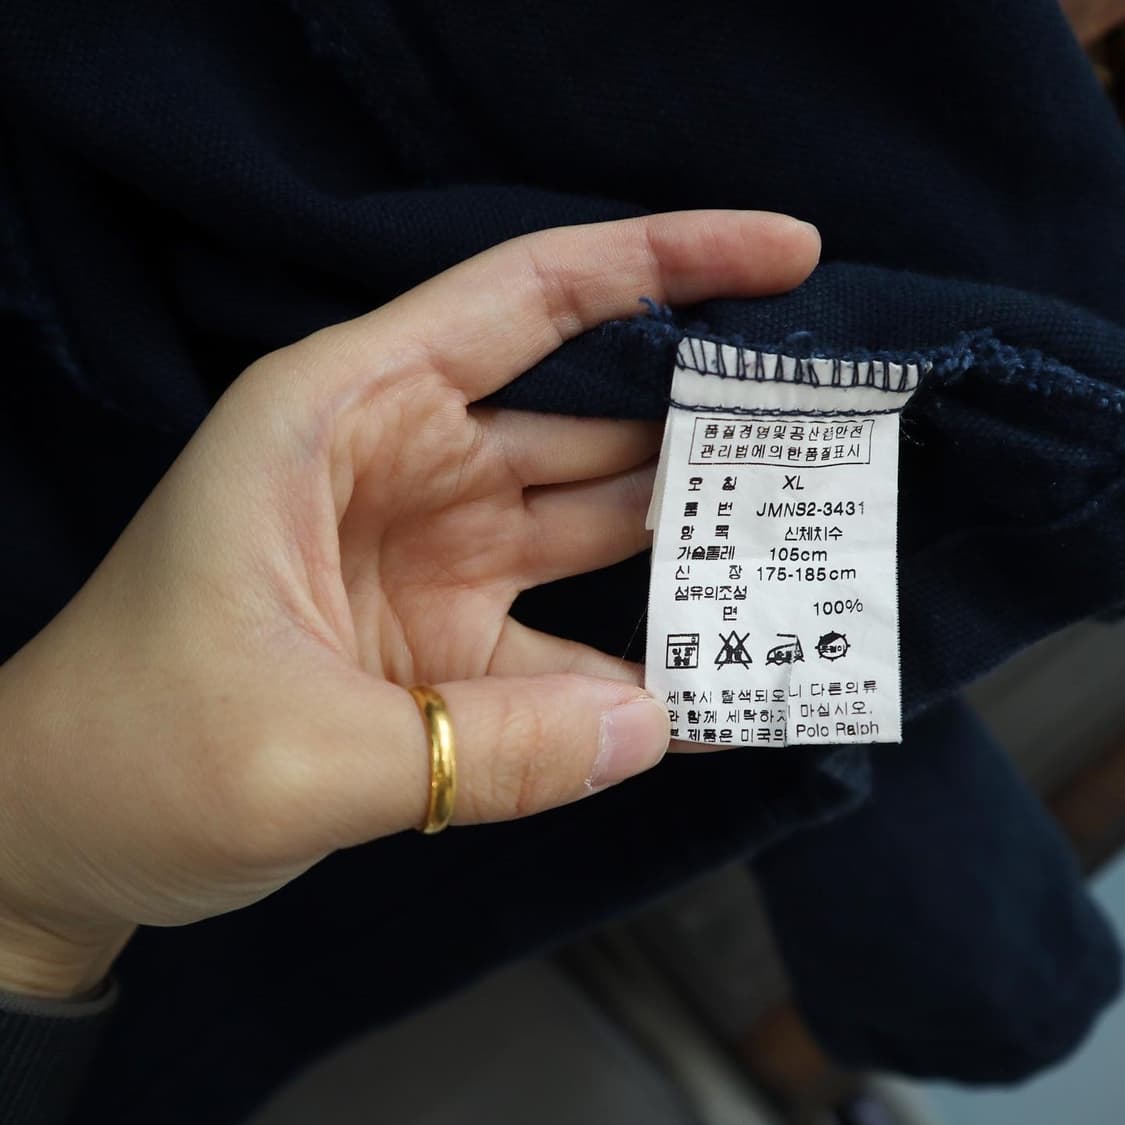 품질경영및공산품안전
관리법에의한품질표시
호 칭 XL
품 번 JMNS2-3431
항 목 신체치수
가슴둘레 105cm
신 장 175-185cm
섬유의조성
면 100%
세탁시 탈색되오니 다른의류
와 함께 세탁하지 마십시오.
본 제품은 미국의 Polo Ralph